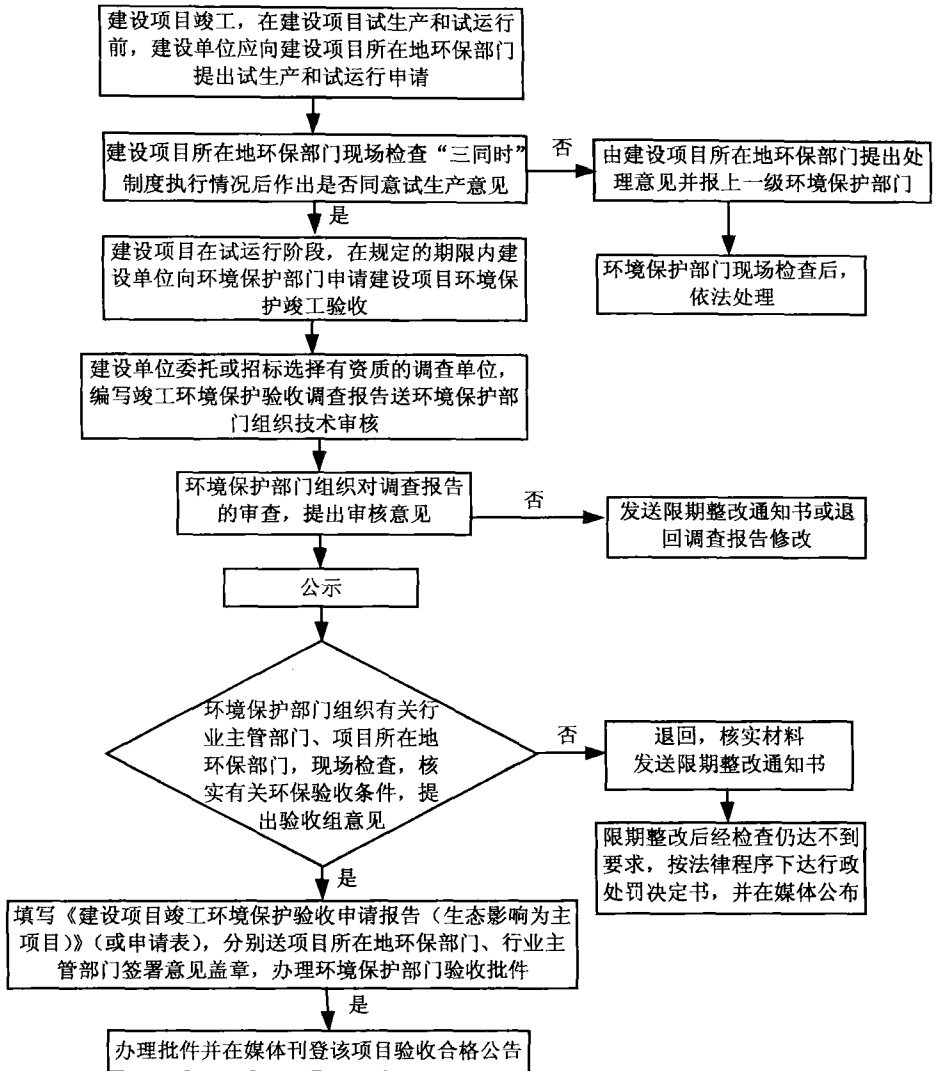 建设项目竣工，在建设项目试生产和试运行
前，建设单位应向建设项目所在地环保部门
提出试生产和试运行申请
建设项目所在地环保部门现场检查“三同时”
制度执行情况后作出是否同意试生产意见
否
由建设项目所在地环保部门提出处
理意见并报上一级环境保护部门
是
环境保护部门现场检查后，
依法处理
建设项目在试运行阶段，在规定的期限内建
设单位向环境保护部门申请建设项目环境保
护竣工验收
建设单位委托或招标选择有资质的调查单位，
编写竣工环境保护验收调查报告送环境保护部
门组织技术审核
环境保护部门组织对调查报告
的审查，提出审核意见
否
发送限期整改通知书或退
回调查报告修改
公示
环境保护部门组织有关行
业主管部门、项目所在地
环保部门，现场检查，核
实有关环保验收条件，提
出验收组意见
否
退回，核实材料
发送限期整改通知书
限期整改后经检查仍达不到
要求，按法律程序下达行政
处罚决定书，并在媒体公布
是
填写《建设项目竣工环境保护验收申请报告（生态影响为主
项目）》（或申请表），分别送项目所在地环保部门、行业主
管部门签署意见盖章，办理环境保护部门验收批件
是
办理批件并在媒体刊登该项目验收合格公告